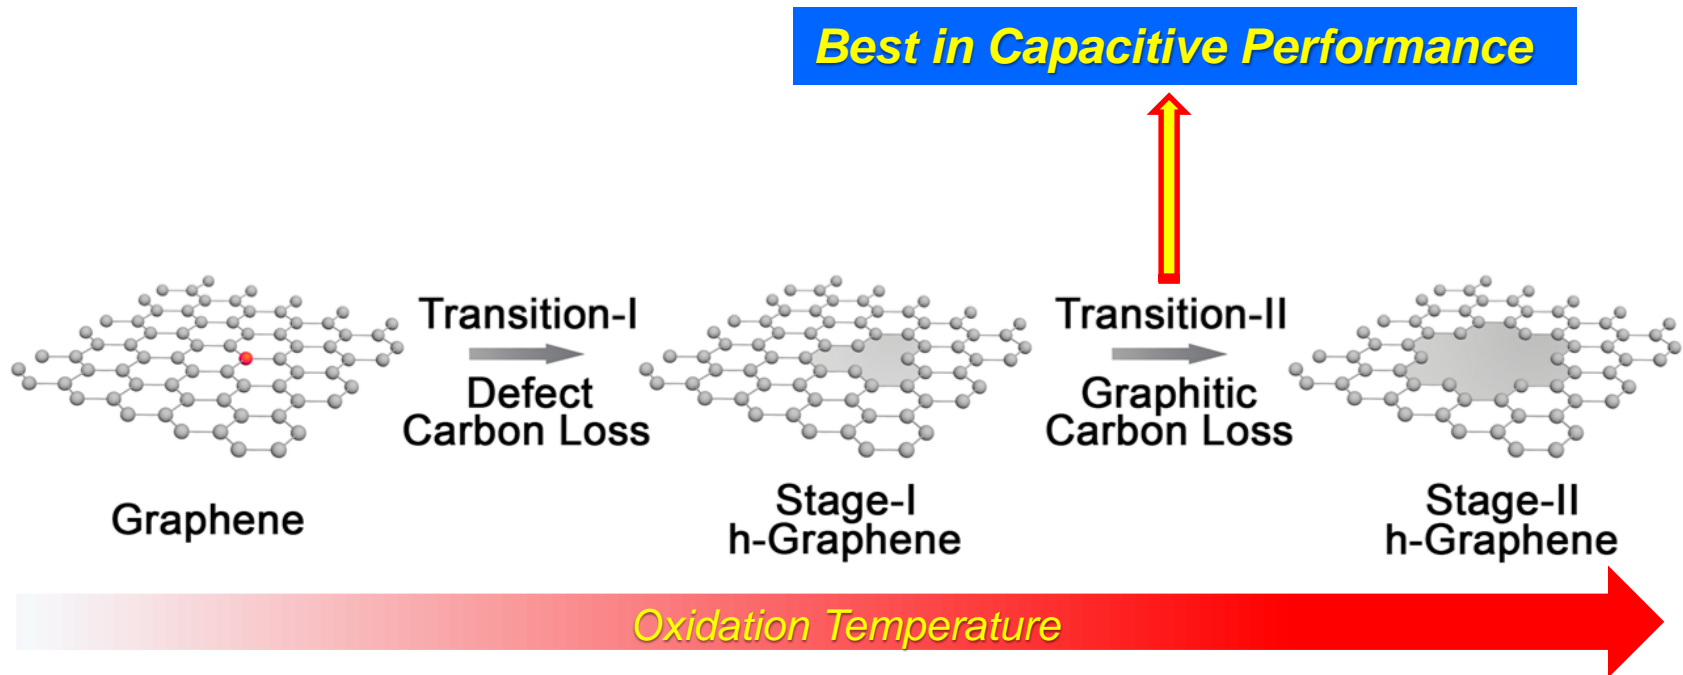 Best in Capacitive Performance
Transition-I
Defect
Carbon Loss
Transition-II
Graphitic
Carbon Loss
Graphene
Stage-I
h-Graphene
Stage-II
h-Graphene
Oxidation Temperature